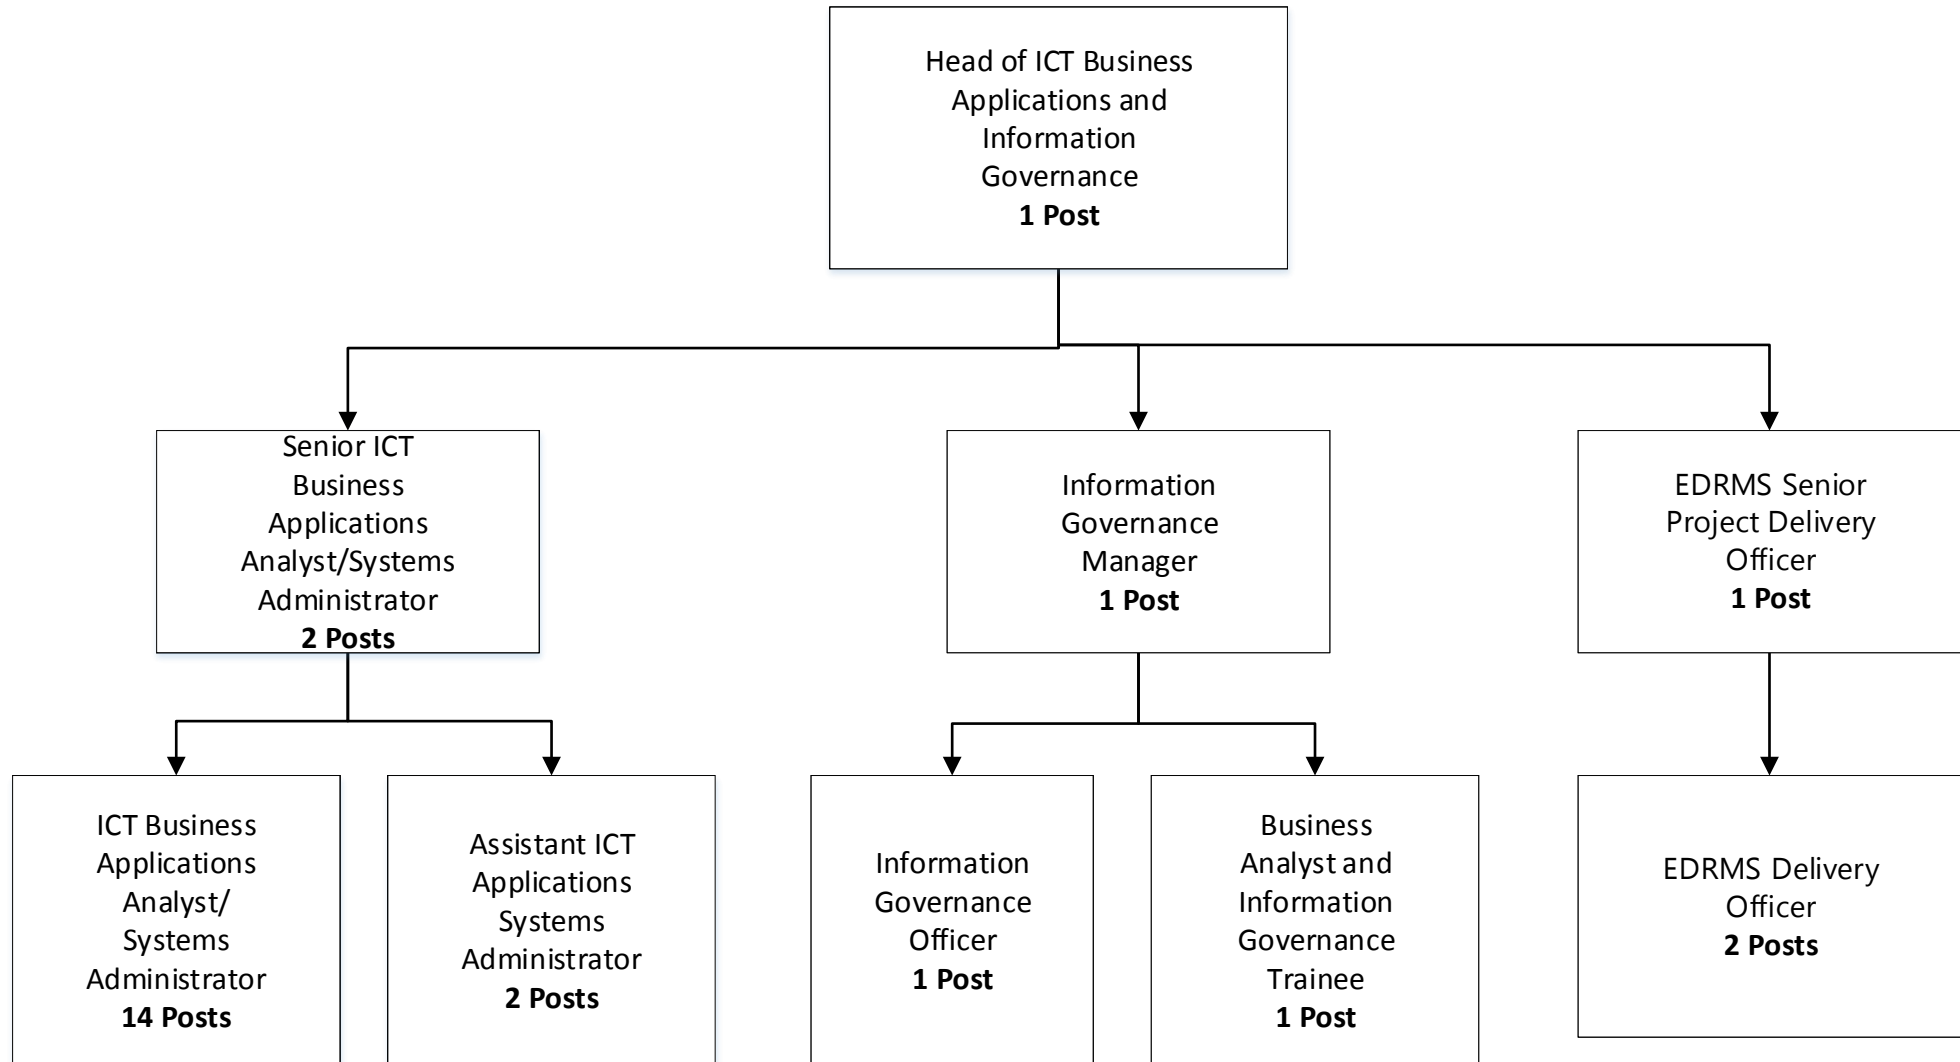 Head of ICT Business
Applications and
Information
Governance
1 Post
Senior ICT
Business
Applications
Analyst/Systems
Administrator
2 Posts
Information
Governance
Manager
1 Post
EDRMS Senior
Project Delivery
Officer
1 Post
ICT Business
Applications
Analyst/
Systems
Administrator
14 Posts
Assistant ICT
Applications
Systems
Administrator
2 Posts
Information
Governance
Officer
1 Post
Business
Analyst and
Information
Governance
Trainee
1 Post
EDRMS Delivery
Officer
2 Posts